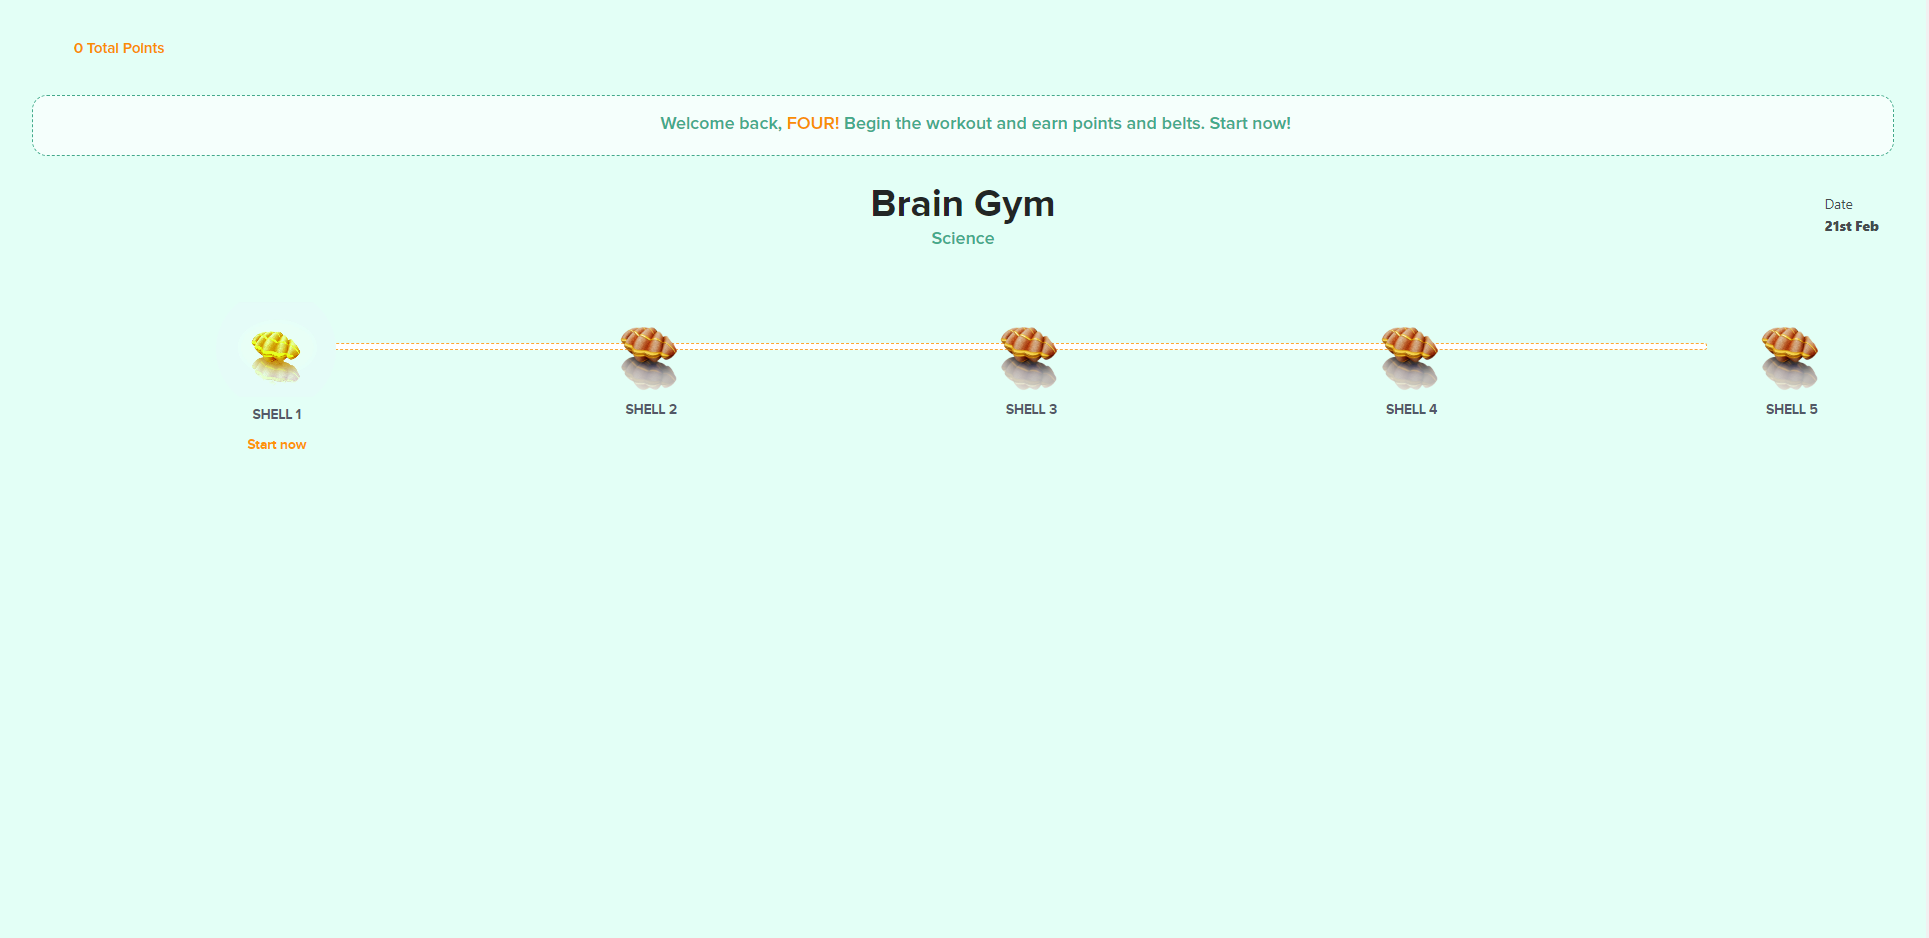 0 Total Points
Welcome back, FOUR! Begin the workout and earn points and belts. Start now!
Brain Gym
Science
Date
21st Feb
SHELL 1
SHELL 2
SHELL 3
SHELL 4
SHELL 5
Start now